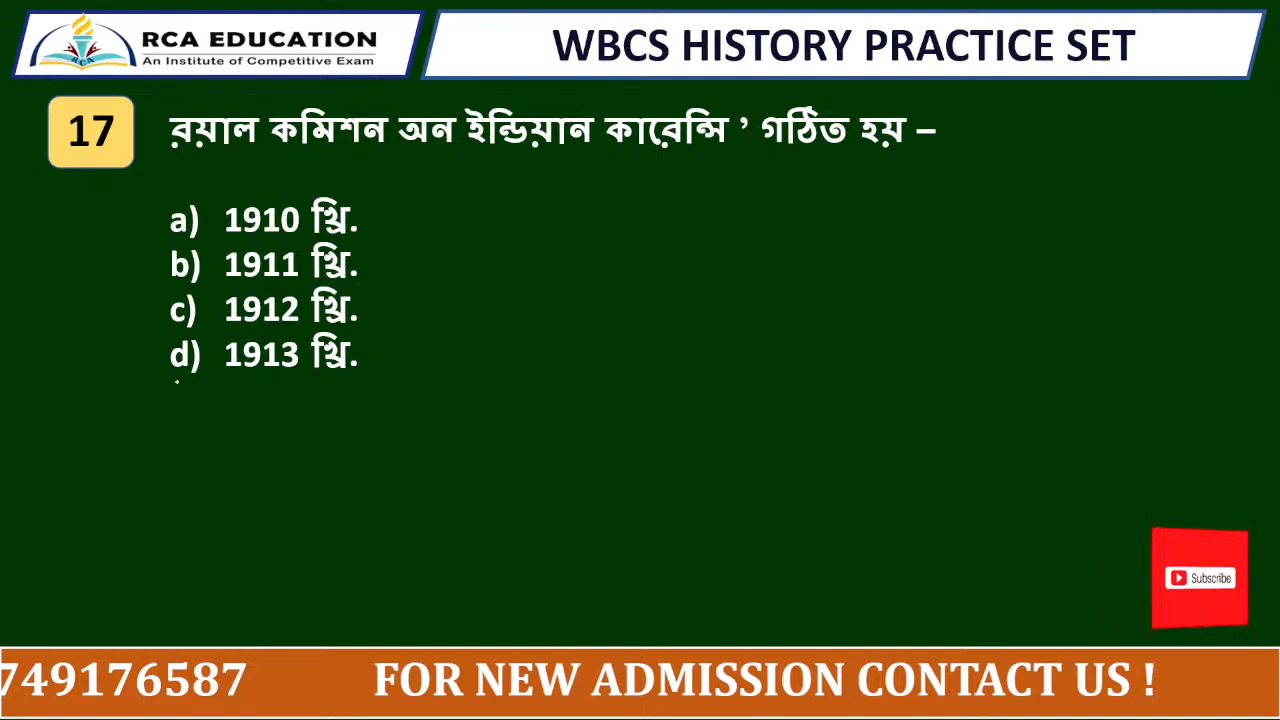 RCA EDUCATION
An Institute of Competitive Exam
WBCS HISTORY PRACTICE SET
17 রয়াল কমিশন অন ইন্ডিয়ান কারেন্সি ’ গঠিত হয় –
a) 1910 খ্রি.
b) 1911 খ্রি.
c) 1912 খ্রি.
d) 1913 খ্রি.
Subscribe
749176587 FOR NEW ADMISSION CONTACT US !